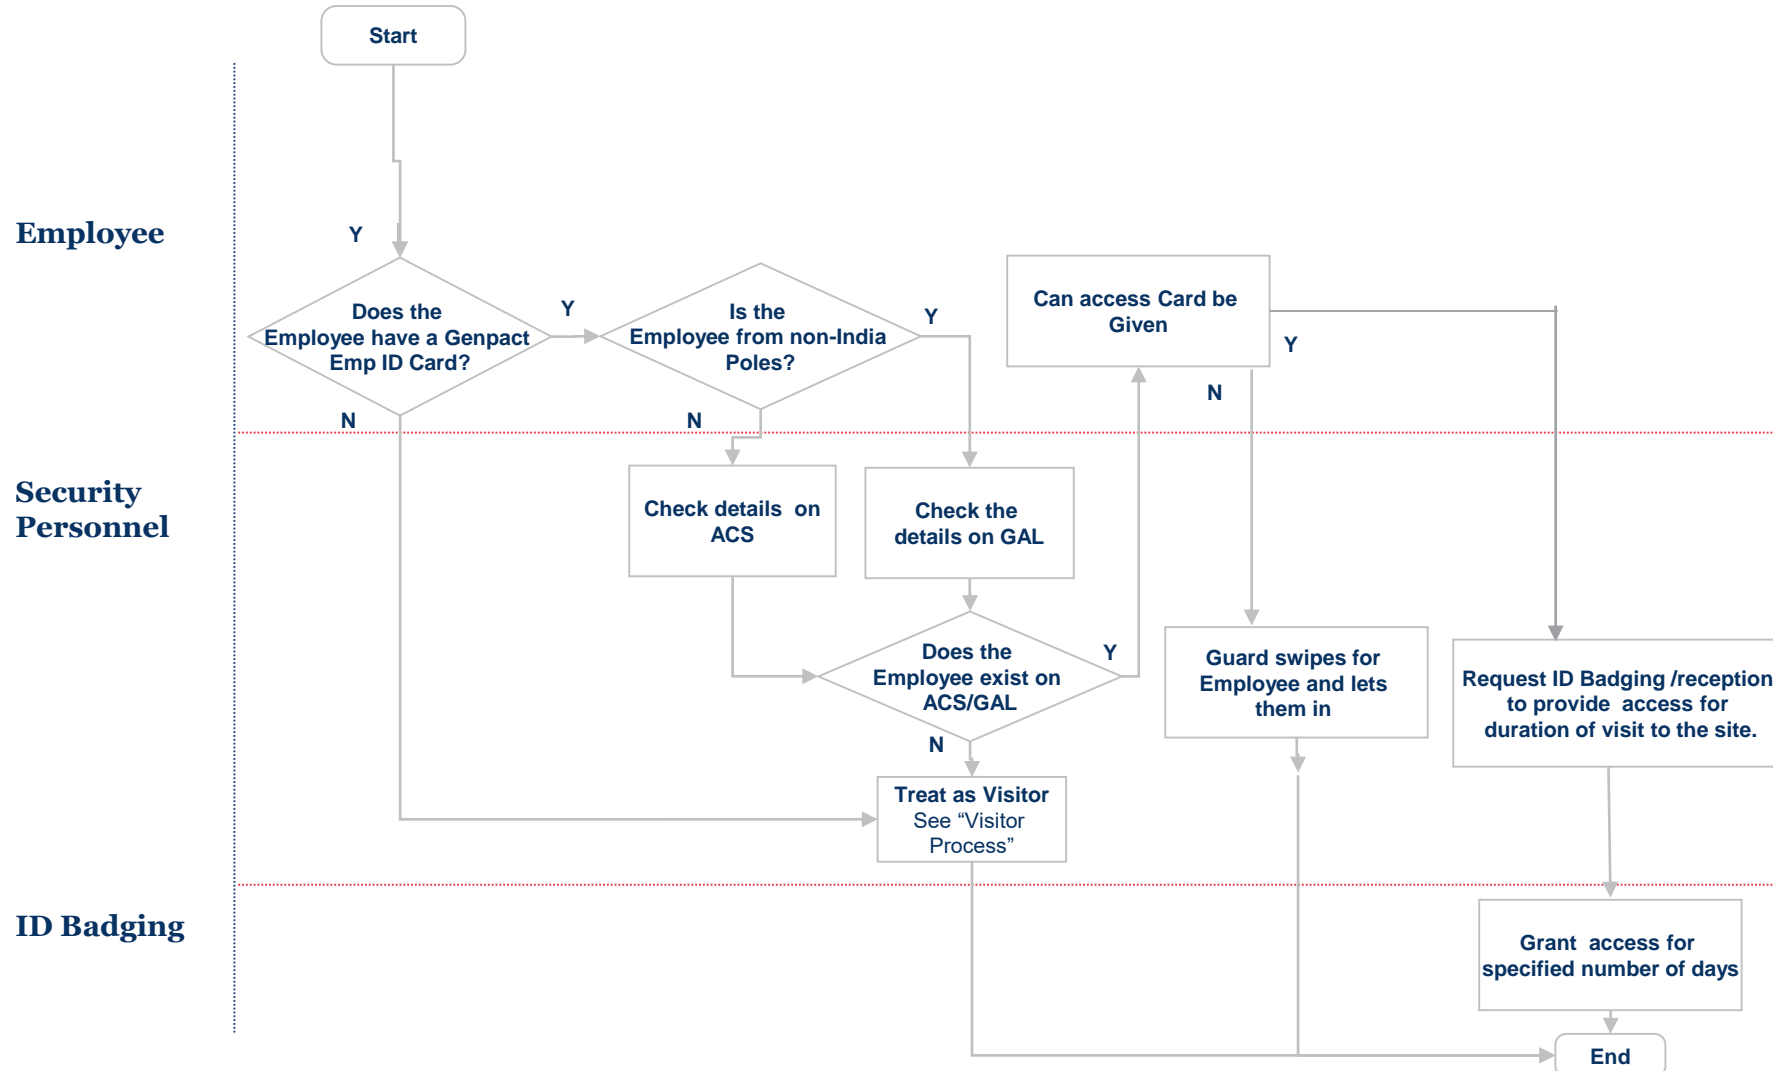 Start
Employee
Y
Does the
Employee have a Genpact
Emp ID Card?
Y
N
Is the
Employee from non-India
Poles?
Y
N
Can access Card be
Given
Y
N
Security
Personnel
Check details  on
ACS
Check the
details on GAL
Does the
Employee exist on
ACS/GAL
Y
N
Guard swipes for
Employee and lets
them in
Request ID Badging /reception
to provide  access for
duration of visit to the site.
Treat as Visitor
See “Visitor
Process”
ID Badging
Grant  access for
specified number of days
End